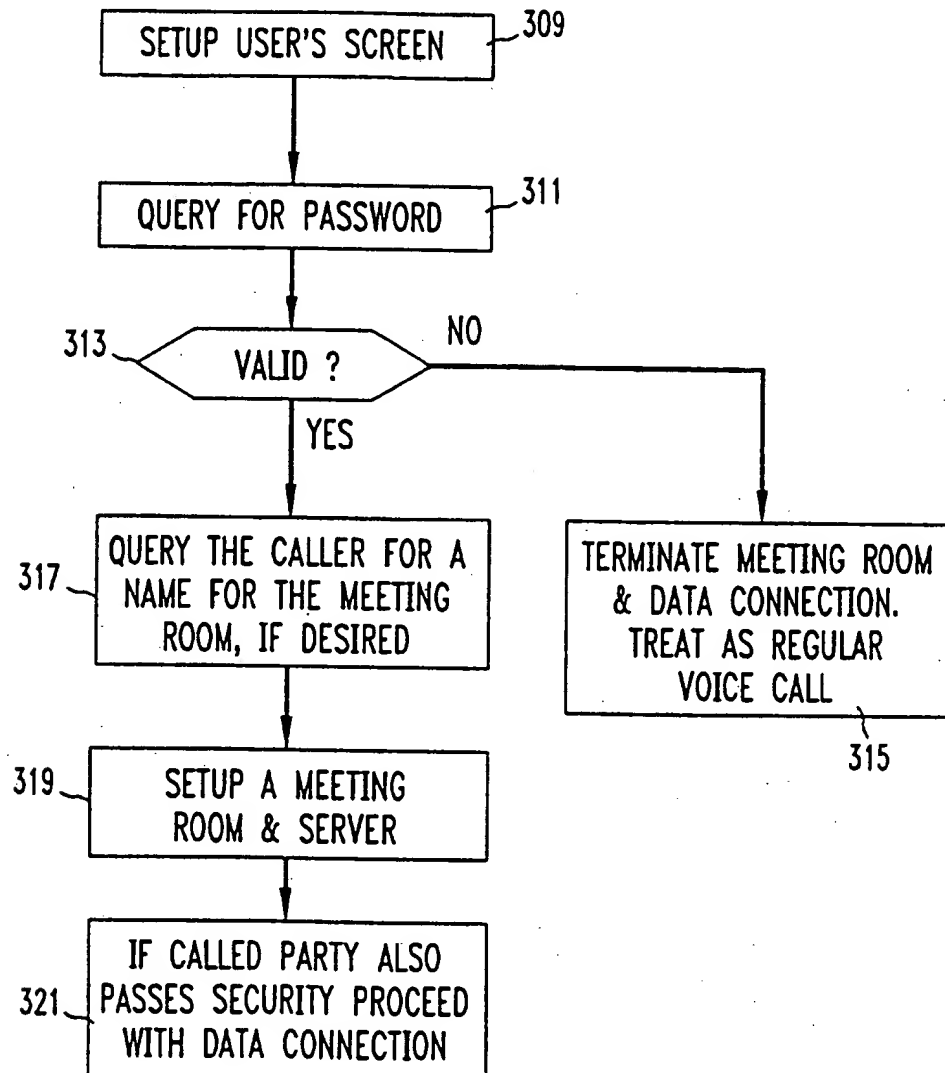 SETUP USER'S SCREEN
309
QUERY FOR PASSWORD
311
313
VALID ?
NO
YES
317
QUERY THE CALLER FOR A
NAME FOR THE MEETING
ROOM, IF DESIRED
TERMINATE MEETING ROOM
& DATA CONNECTION.
TREAT AS REGULAR
VOICE CALL
315
319
SETUP A MEETING
ROOM & SERVER
321
IF CALLED PARTY ALSO
PASSES SECURITY PROCEED
WITH DATA CONNECTION